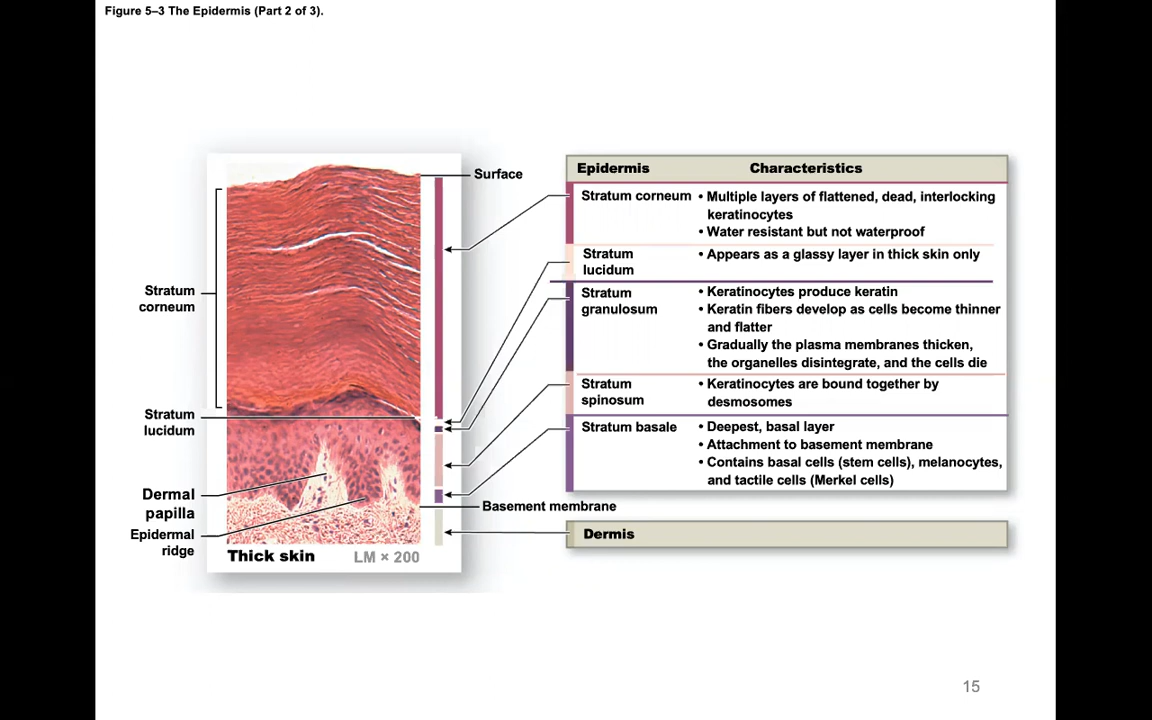 Figure 5–3 The Epidermis (Part 2 of 3).
Surface
Stratum
corneum
Stratum
lucidum
Dermal
papilla
Epidermal
ridge
Basement membrane
Thick skin
LM × 200
Epidermis Characteristics
Stratum corneum • Multiple layers of flattened, dead, interlocking
keratinocytes
• Water resistant but not waterproof
Stratum • Appears as a glassy layer in thick skin only
lucidum
Stratum • Keratinocytes produce keratin
granulosum • Keratin fibers develop as cells become thinner
and flatter
• Gradually the plasma membranes thicken,
the organelles disintegrate, and the cells die
Stratum • Keratinocytes are bound together by
spinosum desmosomes
Stratum basale • Deepest, basal layer
• Attachment to basement membrane
• Contains basal cells (stem cells), melanocytes,
and tactile cells (Merkel cells)
Dermis
15